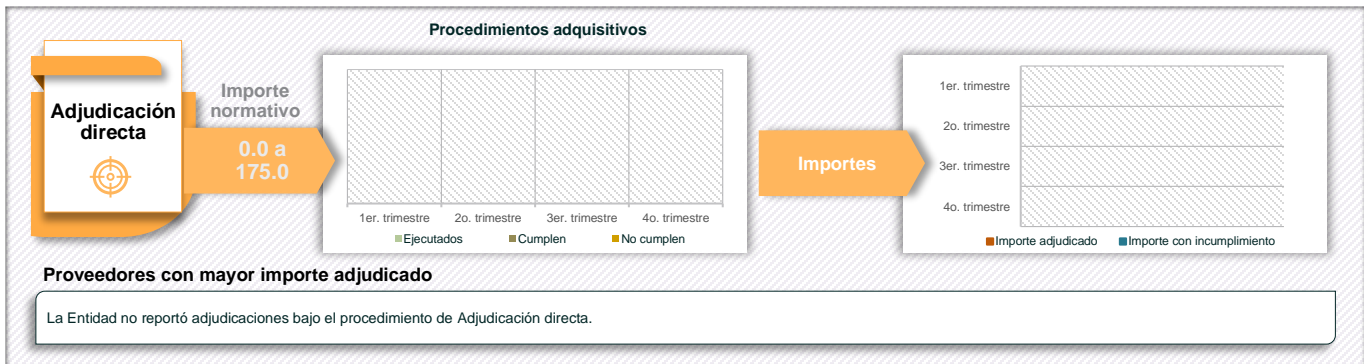 Procedimientos adquisitivos
Adjudicación
directa
Importe
normativo
0.0 a
175.0
1er. trimestre 2o. trimestre 3er. trimestre 4o. trimestre
Ejecutados Cumplen No cumplen
Importes
1er. trimestre
2o. trimestre
3er. trimestre
4o. trimestre
Importe adjudicado Importe con incumplimiento
Proveedores con mayor importe adjudicado
La Entidad no reportó adjudicaciones bajo el procedimiento de Adjudicación directa.